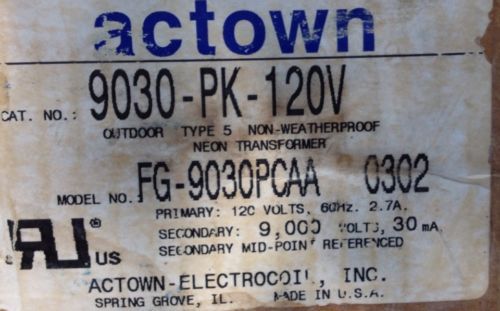 actown
CAT. NO.: 9030-PK-120V
OUTDOOR TYPE 5 NON-WEATHERPROOF
NEON TRANSFORMER
MODEL NO. FG-9030PCAA 0302
PRIMARY: 120 VOLTS, 60HZ. 2.7A.
SECONDARY: 9,000 VOLTS, 30 mA.
SECONDARY MID-POINT REFERENCED
RU ® US
ACTOWN-ELECTROCOIL, INC.
SPRING GROVE, IL. MADE IN U.S.A.